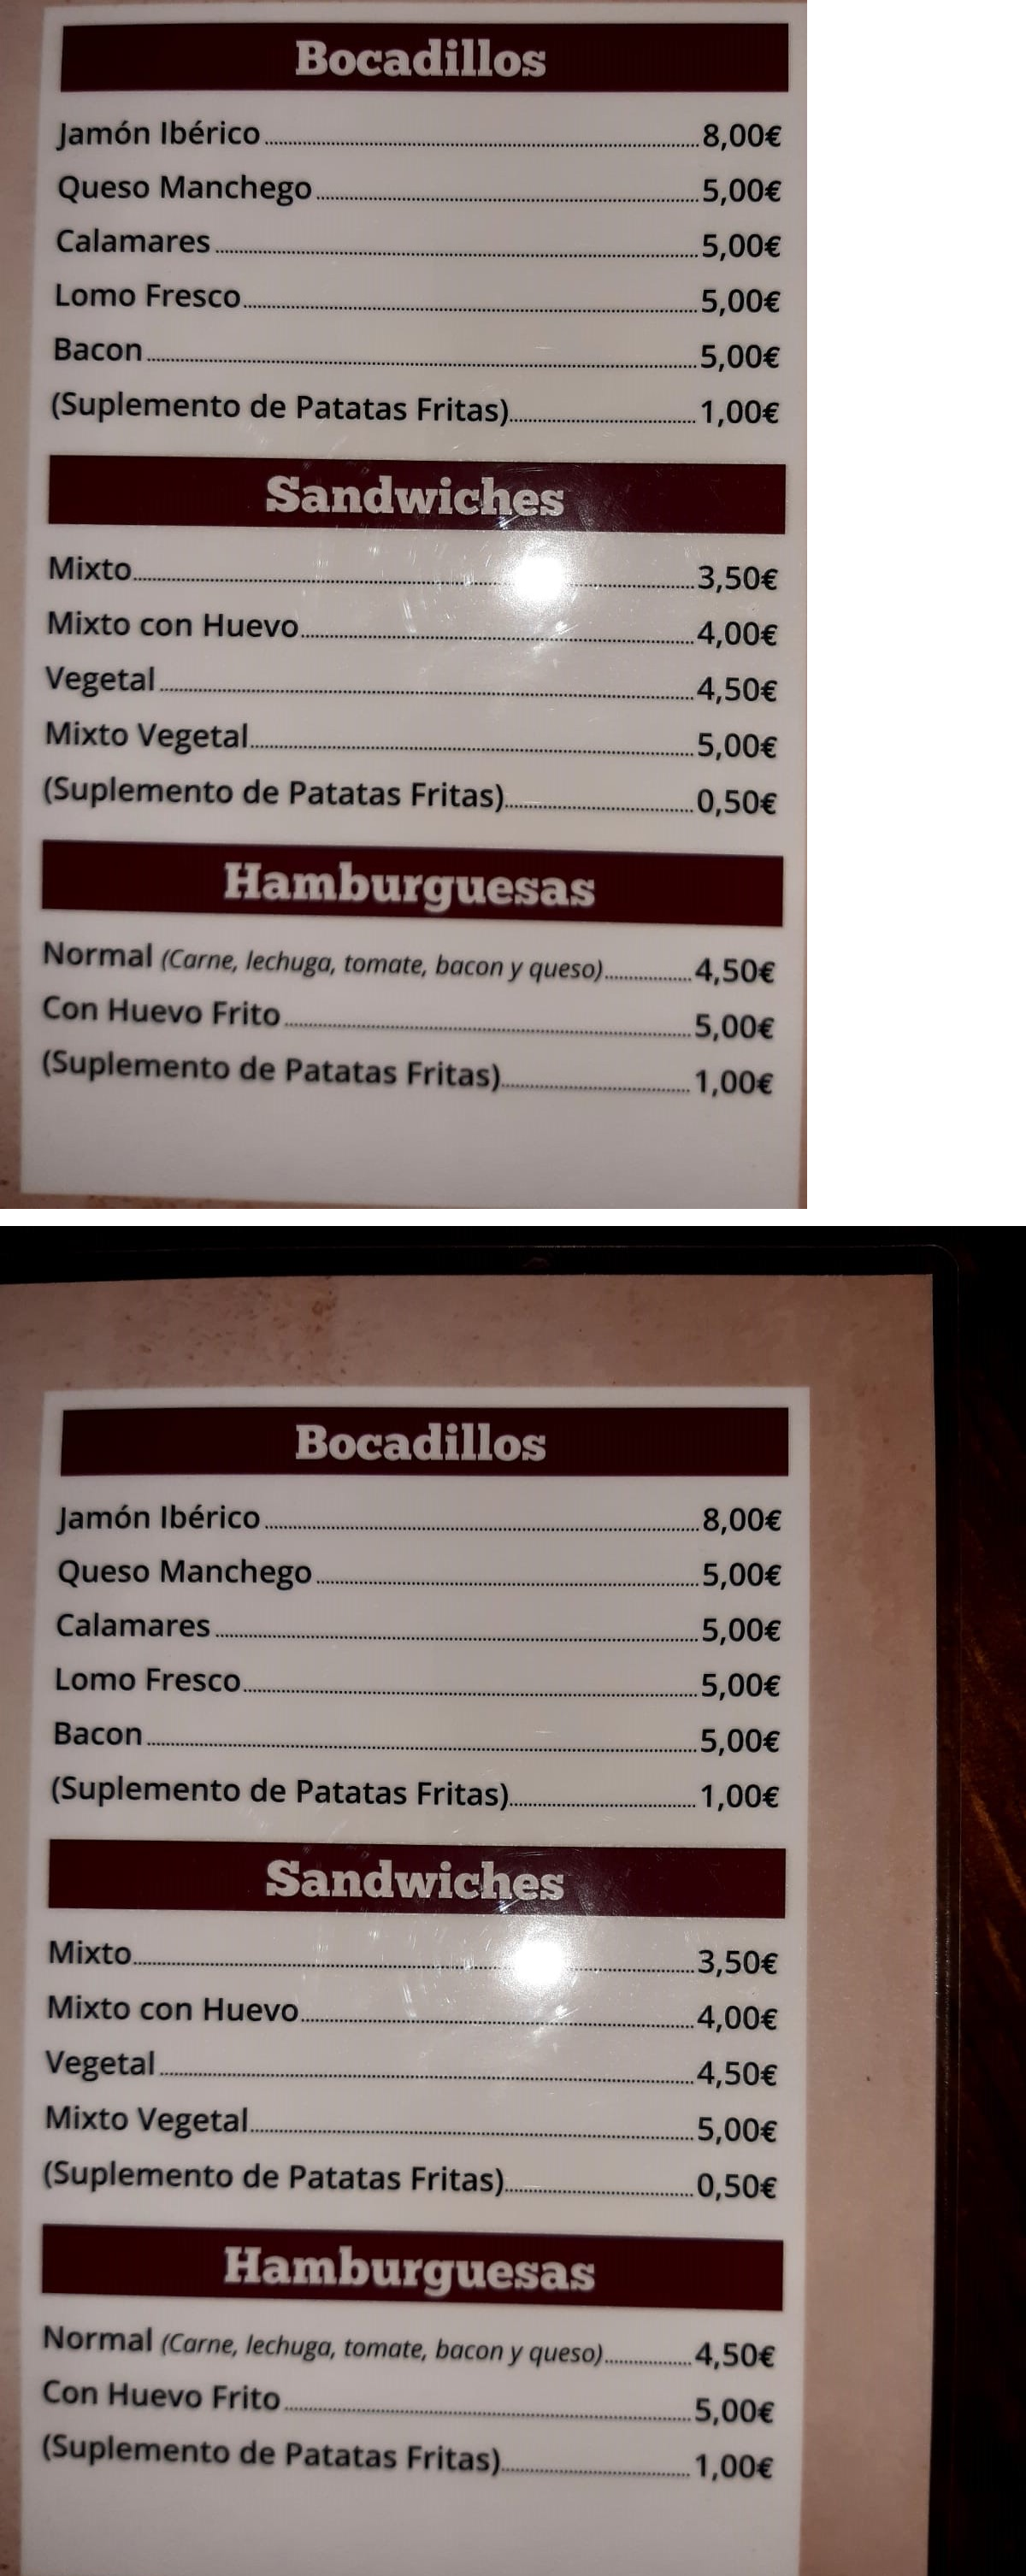 Bocadillos
Jamón Ibérico 8,00€
Queso Manchego 5,00€
Calamares 5,00€
Lomo Fresco 5,00€
Bacon 5,00€
(Suplemento de Patatas Fritas) 1,00€
Sandwiches
Mixto 3,50€
Mixto con Huevo 4,00€
Vegetal 4,50€
Mixto Vegetal 5,00€
(Suplemento de Patatas Fritas) 0,50€
Hamburguesas
Normal (Carne, lechuga, tomate, bacon y queso) 4,50€
Con Huevo Frito 5,00€
(Suplemento de Patatas Fritas) 1,00€
Bocadillos
Jamón Ibérico 8,00€
Queso Manchego 5,00€
Calamares 5,00€
Lomo Fresco 5,00€
Bacon 5,00€
(Suplemento de Patatas Fritas) 1,00€
Sandwiches
Mixto 3,50€
Mixto con Huevo 4,00€
Vegetal 4,50€
Mixto Vegetal 5,00€
(Suplemento de Patatas Fritas) 0,50€
Hamburguesas
Normal (Carne, lechuga, tomate, bacon y queso) 4,50€
Con Huevo Frito 5,00€
(Suplemento de Patatas Fritas) 1,00€